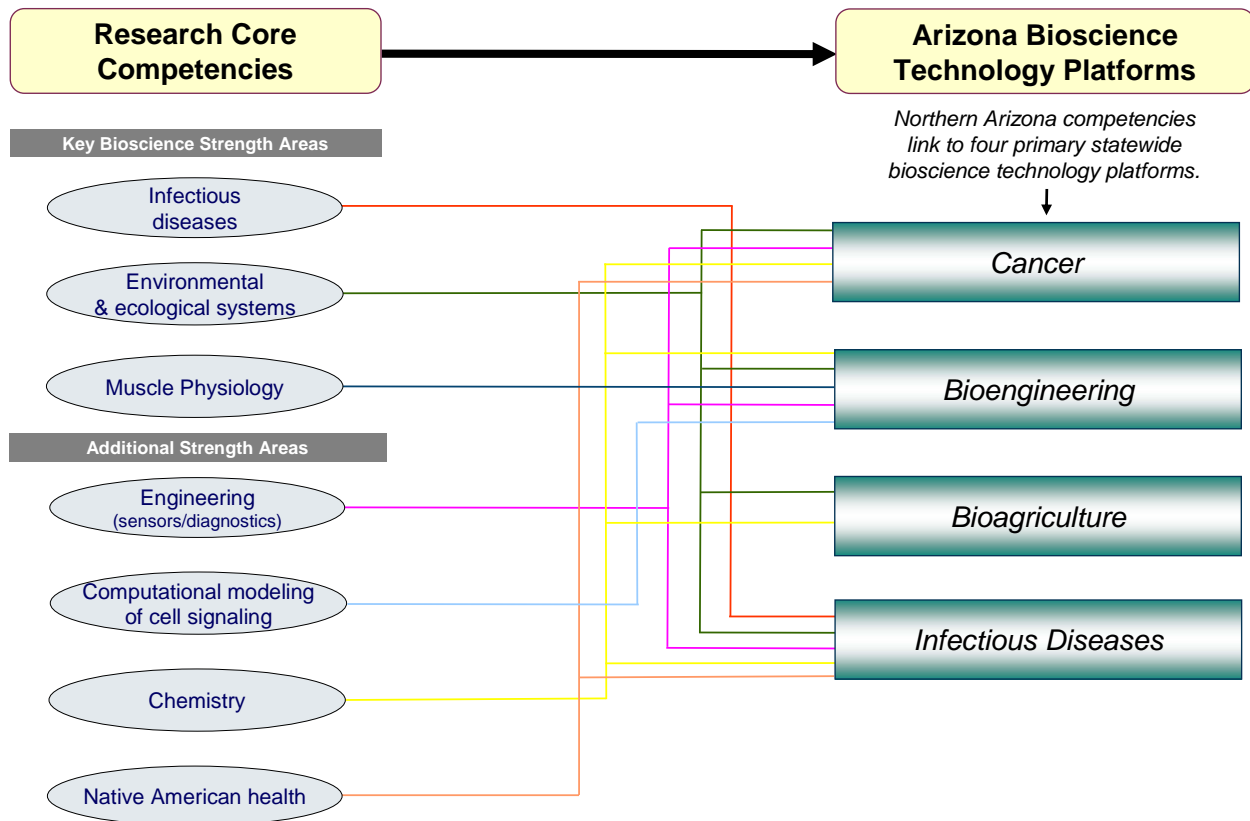 Research Core
Competencies
Arizona Bioscience
Technology Platforms
Northern Arizona competencies
link to four primary statewide
bioscience technology platforms.
Key Bioscience Strength Areas
Infectious
diseases
Environmental
& ecological systems
Muscle Physiology
Additional Strength Areas
Engineering
(sensors/diagnostics)
Computational modeling
of cell signaling
Chemistry
Native American health
Cancer
Bioengineering
Bioagriculture
Infectious Diseases